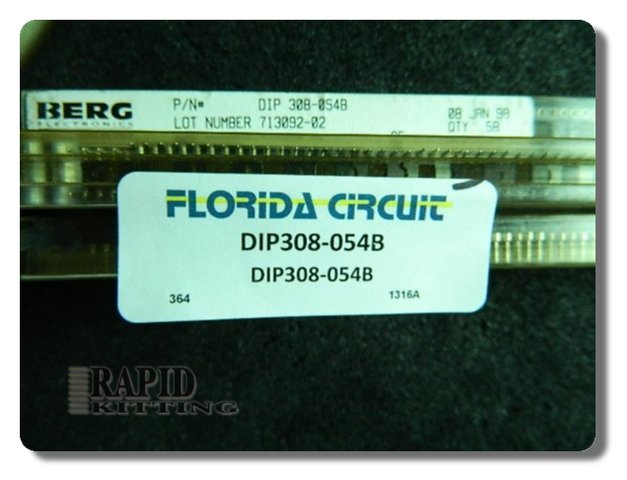 BERG
ELECTRONICS
P/N# DIP 308-054B
LOT NUMBER 713092-02
08 JAN 98
QTY 58
FLORIDA CIRCUIT
DIP308-054B
DIP308-054B
364 1316A
RAPID
KITTING